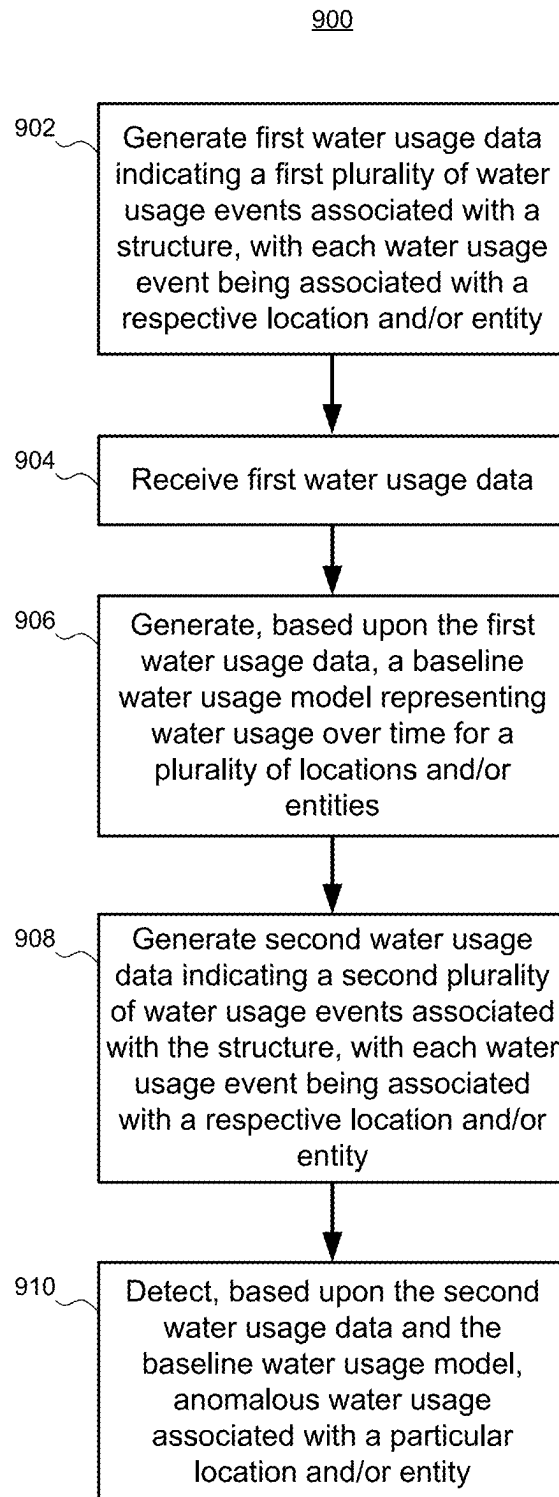 900
902
Generate first water usage data
indicating a first plurality of water
usage events associated with a
structure, with each water usage
event being associated with a
respective location and/or entity
904
Receive first water usage data
906
Generate, based upon the first
water usage data, a baseline
water usage model representing
water usage over time for a
plurality of locations and/or
entities
908
Generate second water usage
data indicating a second plurality
of water usage events associated
with the structure, with each water
usage event being associated
with a respective location and/or
entity
910
Detect, based upon the second
water usage data and the
baseline water usage model,
anomalous water usage
associated with a particular
location and/or entity